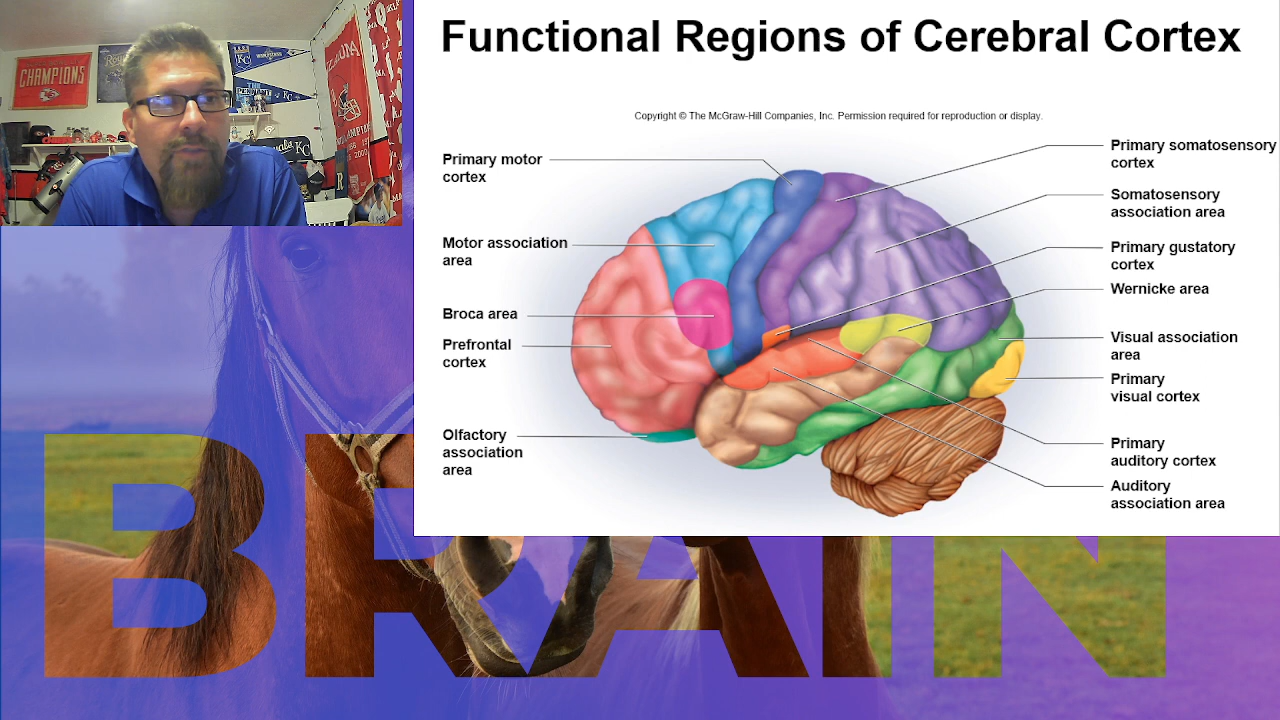 CHAMPIONS
KC
KC
Functional Regions of Cerebral Cortex
Copyright © The McGraw-Hill Companies, Inc. Permission required for reproduction or display.
Primary motor
cortex
Motor association
area
Broca area
Prefrontal
cortex
Olfactory
association
area
Primary somatosensory
cortex
Somatosensory
association area
Primary gustatory
cortex
Wernicke area
Visual association
area
Primary
visual cortex
Primary
auditory cortex
Auditory
association area
BRAIN